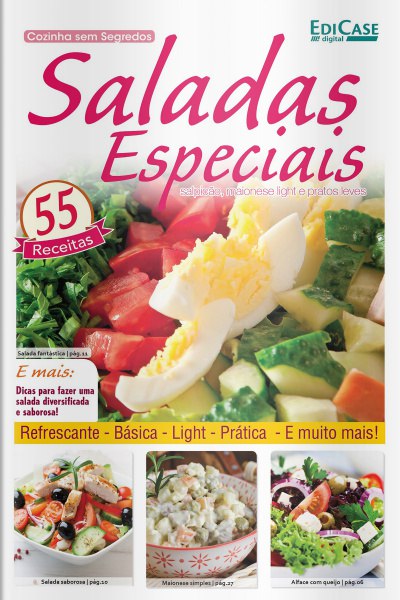 Cozinha sem Segredos
EDICASE
digital
Saladas
Especiais
salpicão, maionese light e pratos leves
55
Receitas
Salada fantástica | pág.11
E mais:
Dicas para fazer uma
salada diversificada
e saborosa!
Refrescante - Básica - Light - Prática - E muito mais!
Salada saborosa | pág.10
Maionese simples | pág.27
Alface com queijo | pág.06